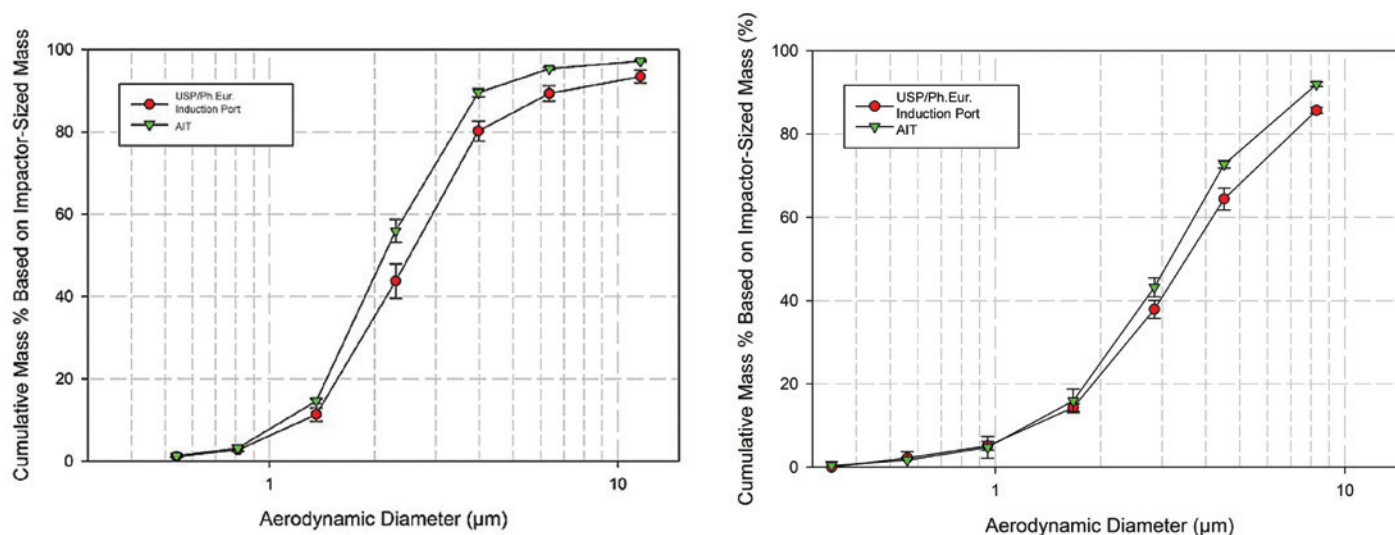 Cumulative Mass % Based on Impactor-Sized Mass
100
80
60
40
20
0
USP/Ph.Eur.
Induction Port
AIT
1
10
Aerodynamic Diameter (µm)
Cumulative Mass % Based on Impactor-Sized Mass (%)
100
80
60
40
20
0
USP/Ph.Eur.
Induction Port
AIT
1
10
Aerodynamic Diameter (µm)